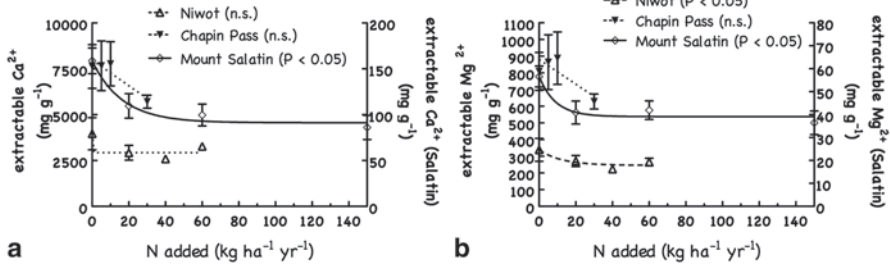 Niwot (n.s.)
Chapin Pass (n.s.)
Mount Salatin (P < 0.05)
10000
7500
5000
2500
0
extractable Ca²⁺
(mg g⁻¹)
200
150
100
50
0
extractable Ca²⁺ (Salatin)
(mg g⁻¹)
0 20 40 60 80 100 120 140
N added (kg ha⁻¹ yr⁻¹)
a
Niwot (P < 0.05)
Chapin Pass (n.s.)
Mount Salatin (P < 0.05)
1100
1000
900
800
700
600
500
400
300
200
100
0
extractable Mg²⁺
(mg g⁻¹)
80
70
60
50
40
30
20
10
0
extractable Mg²⁺ (Salatin)
(mg g⁻¹)
0 20 40 60 80 100 120 140
N added (kg ha⁻¹ yr⁻¹)
b